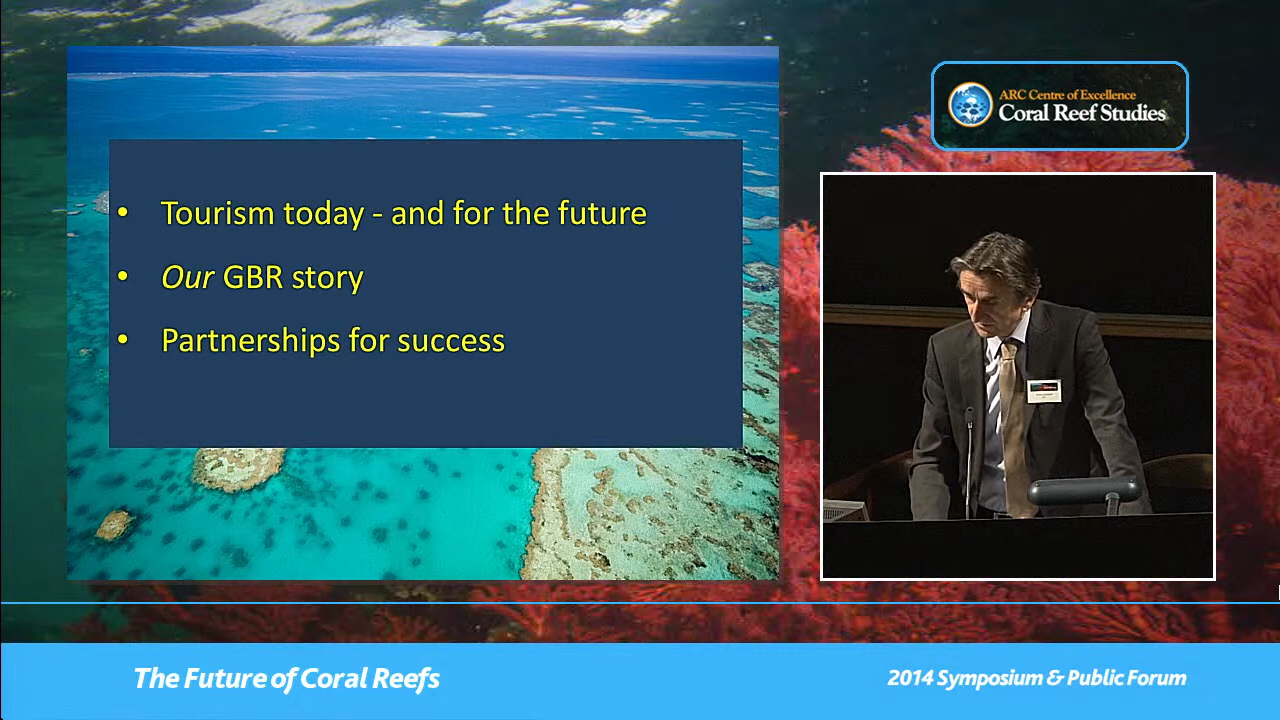 • Tourism today - and for the future
• Our GBR story
• Partnerships for success
ARC Centre of Excellence
Coral Reef Studies
The Future of Coral Reefs
2014 Symposium & Public Forum